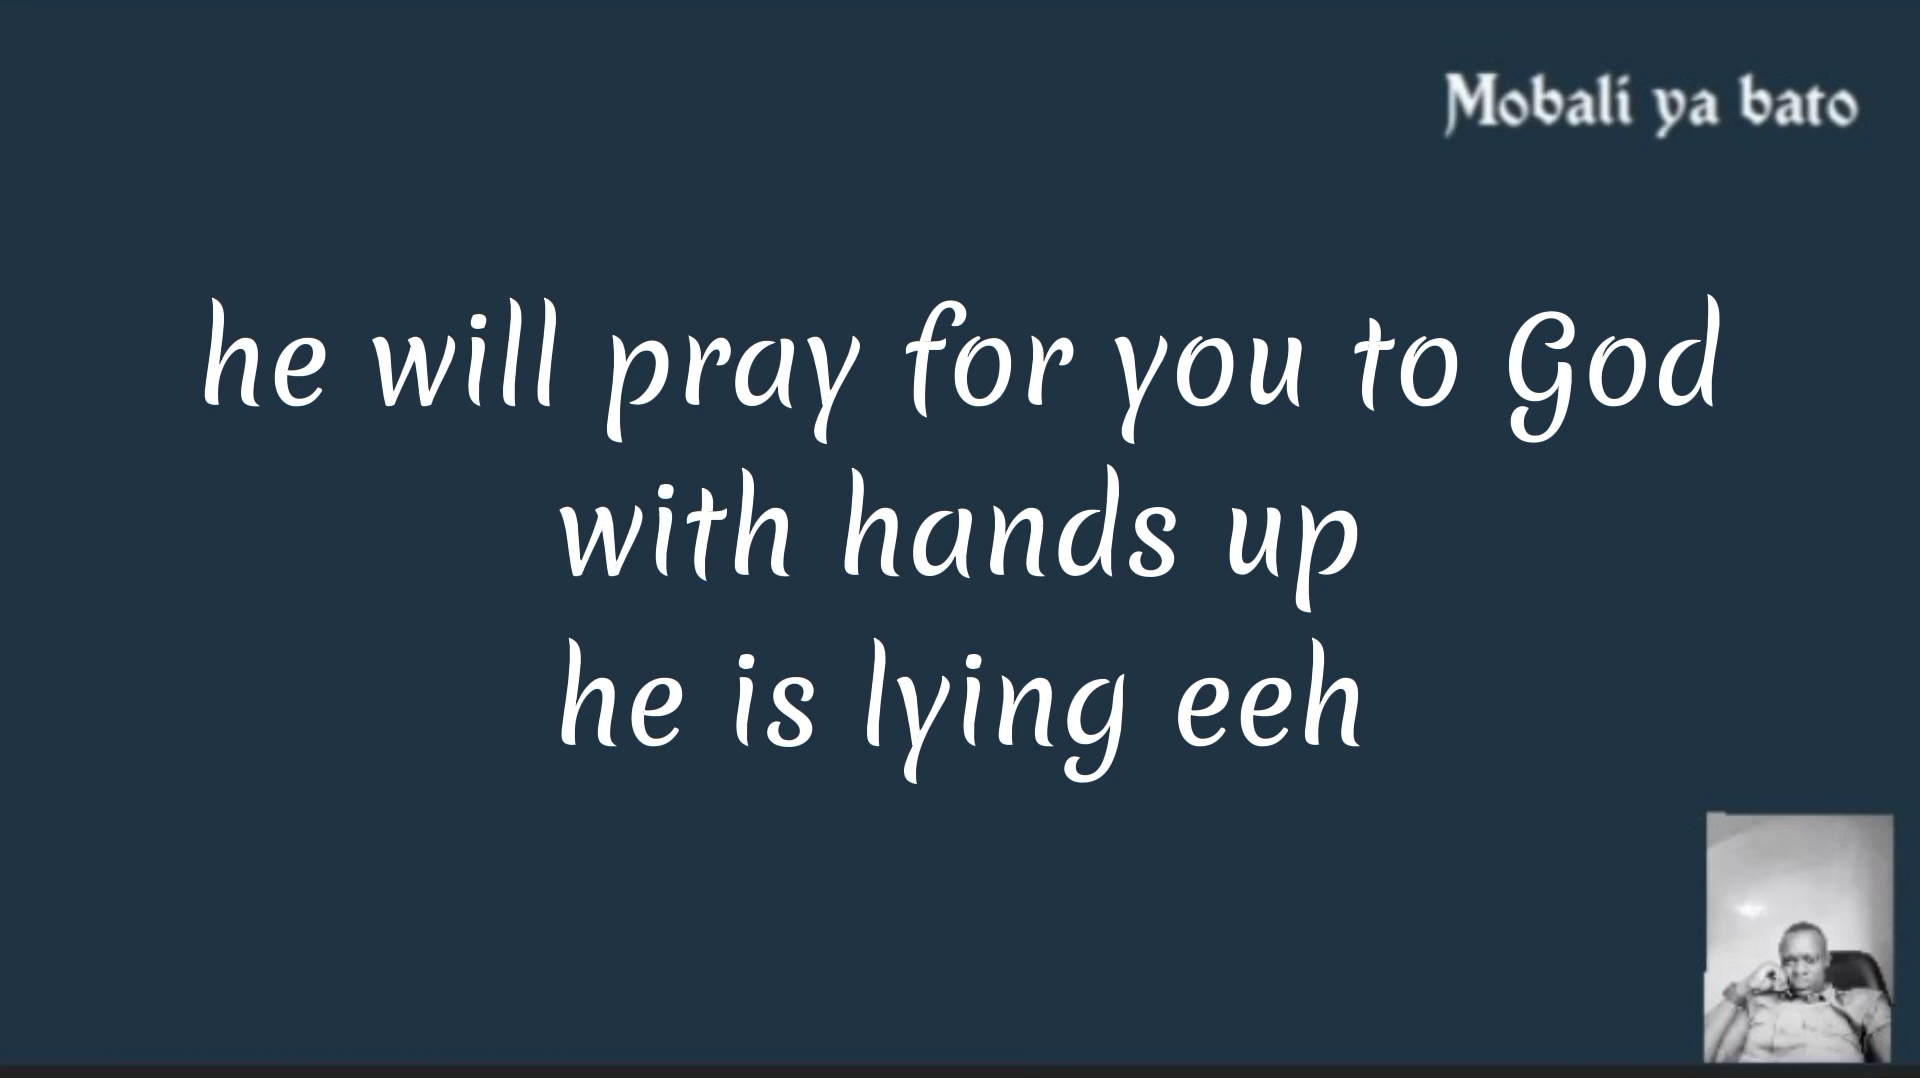 Mobali ya bato
he will pray for you to God
with hands up
he is lying eeh